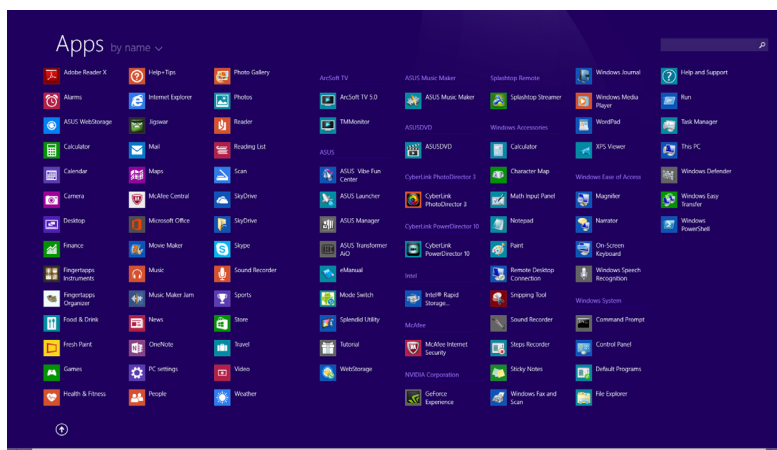 Apps by name
Adobe Reader X
Alarms
ASUS WebStorage
Calculator
Calendar
Camera
Desktop
Finance
Fingertapps
Instruments
Fingertapps
Organizer
Food & Drink
Fresh Paint
Games
Health & Fitness
Help+Tips
Internet Explorer
Jigswar
Mail
Maps
McAfee Central
Microsoft Office
Movie Maker
Music
Music Maker Jam
News
OneNote
PC settings
People
Photo Gallery
Photos
Reader
Reading List
Scan
SkyDrive
SkyDrive
Skype
Sound Recorder
Sports
Store
Travel
Video
Weather
ArcSoft TV
ArcSoft TV 5.0
TMMonitor
ASUS
ASUS Vibe Fun
Center
ASUS Launcher
ASUS Manager
ASUS Transformer
AiO
eManual
Mode Switch
Splendid Utility
Tutorial
WebStorage
ASUS Music Maker
ASUS Music Maker
ASUSDVD
ASUSDVD
CyberLink PhotoDirector 3
CyberLink
PhotoDirector 3
CyberLink PowerDirector 10
CyberLink
PowerDirector 10
Intel
Intel® Rapid
Storage...
McAfee
McAfee Internet
Security
NVIDIA Corporation
GeForce
Experience
Splashtop Remote
Splashtop Streamer
Windows Accessories
Calculator
Character Map
Math Input Panel
Notepad
Paint
Remote Desktop
Connection
Snipping Tool
Sound Recorder
Steps Recorder
Sticky Notes
Windows Fax and
Scan
Windows Journal
Windows Media
Player
WordPad
XPS Viewer
Windows Ease of Access
Magnifier
Narrator
On-Screen
Keyboard
Windows Speech
Recognition
Windows System
Command Prompt
Control Panel
Default Programs
File Explorer
Help and Support
Run
Task Manager
This PC
Windows Defender
Windows Easy
Transfer
Windows
PowerShell